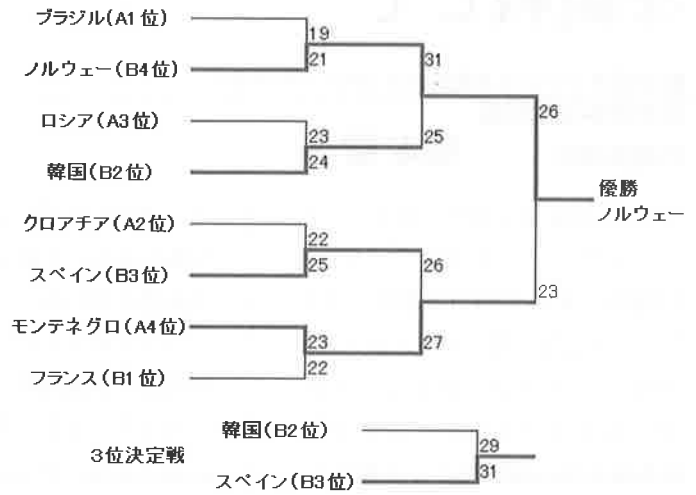 ブラジル(A1位)
19
21
ノルウェー(B4位)
31
26
ロシア(A3位)
23
25
24
韓国(B2位)
優勝
ノルウェー
クロアチア(A2位)
22
25
スペイン(B3位)
26
23
モンテネグロ(A4位)
23
27
22
フランス(B1位)
韓国(B2位)
29
3位決定戦
31
スペイン(B3位)